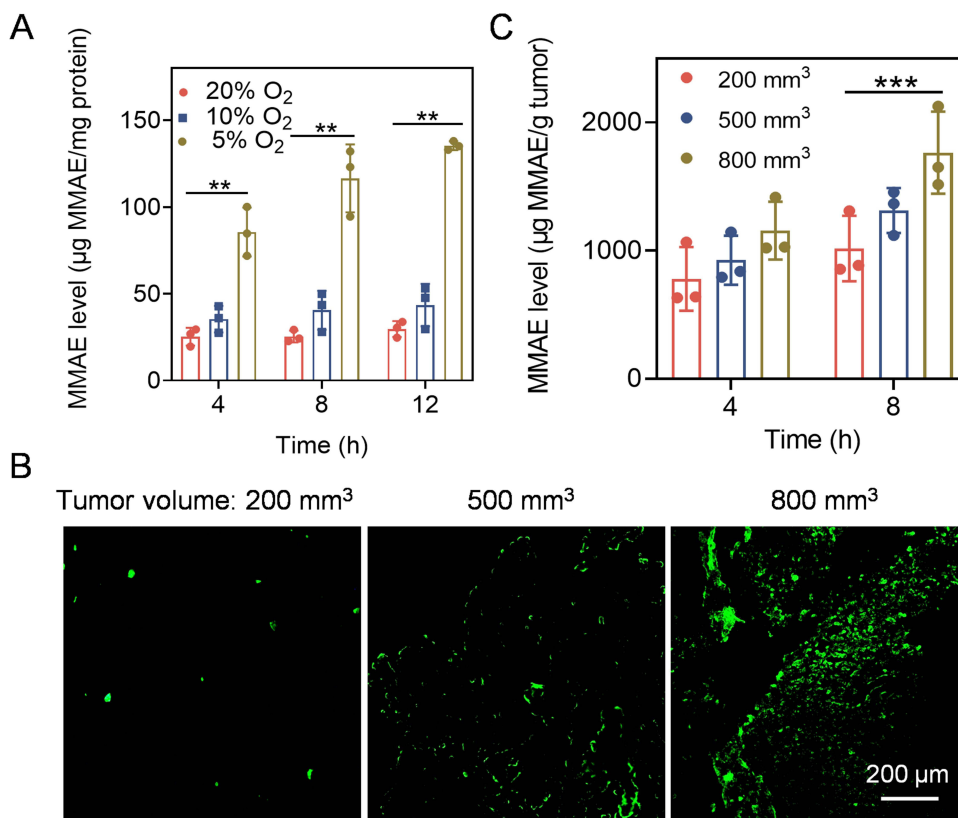 A
MMAE level (µg MMAE/mg protein)
150
100
50
0
20% O₂
10% O₂
5% O₂
**
**
**
4
8
12
Time (h)
C
MMAE level (µg MMAE/g tumor)
2000
1000
0
200 mm³
500 mm³
800 mm³
***
4
8
Time (h)
B
Tumor volume: 200 mm³
500 mm³
800 mm³
200 µm